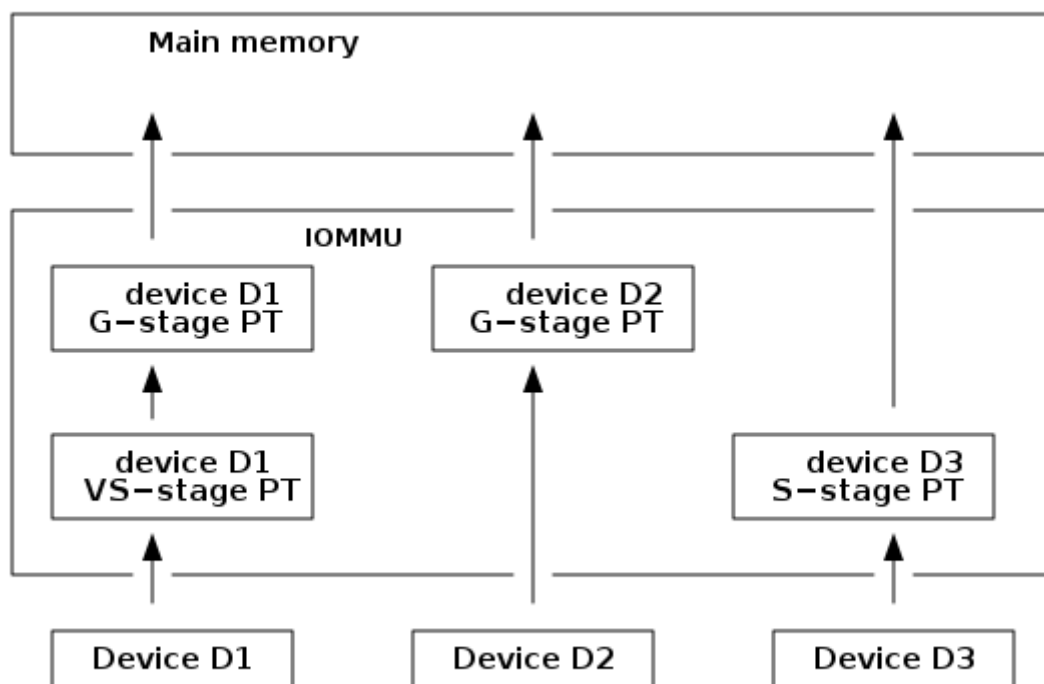 Main memory
IOMMU
device D1
G−stage PT
device D2
G−stage PT
device D1
VS−stage PT
device D3
S−stage PT
Device D1
Device D2
Device D3